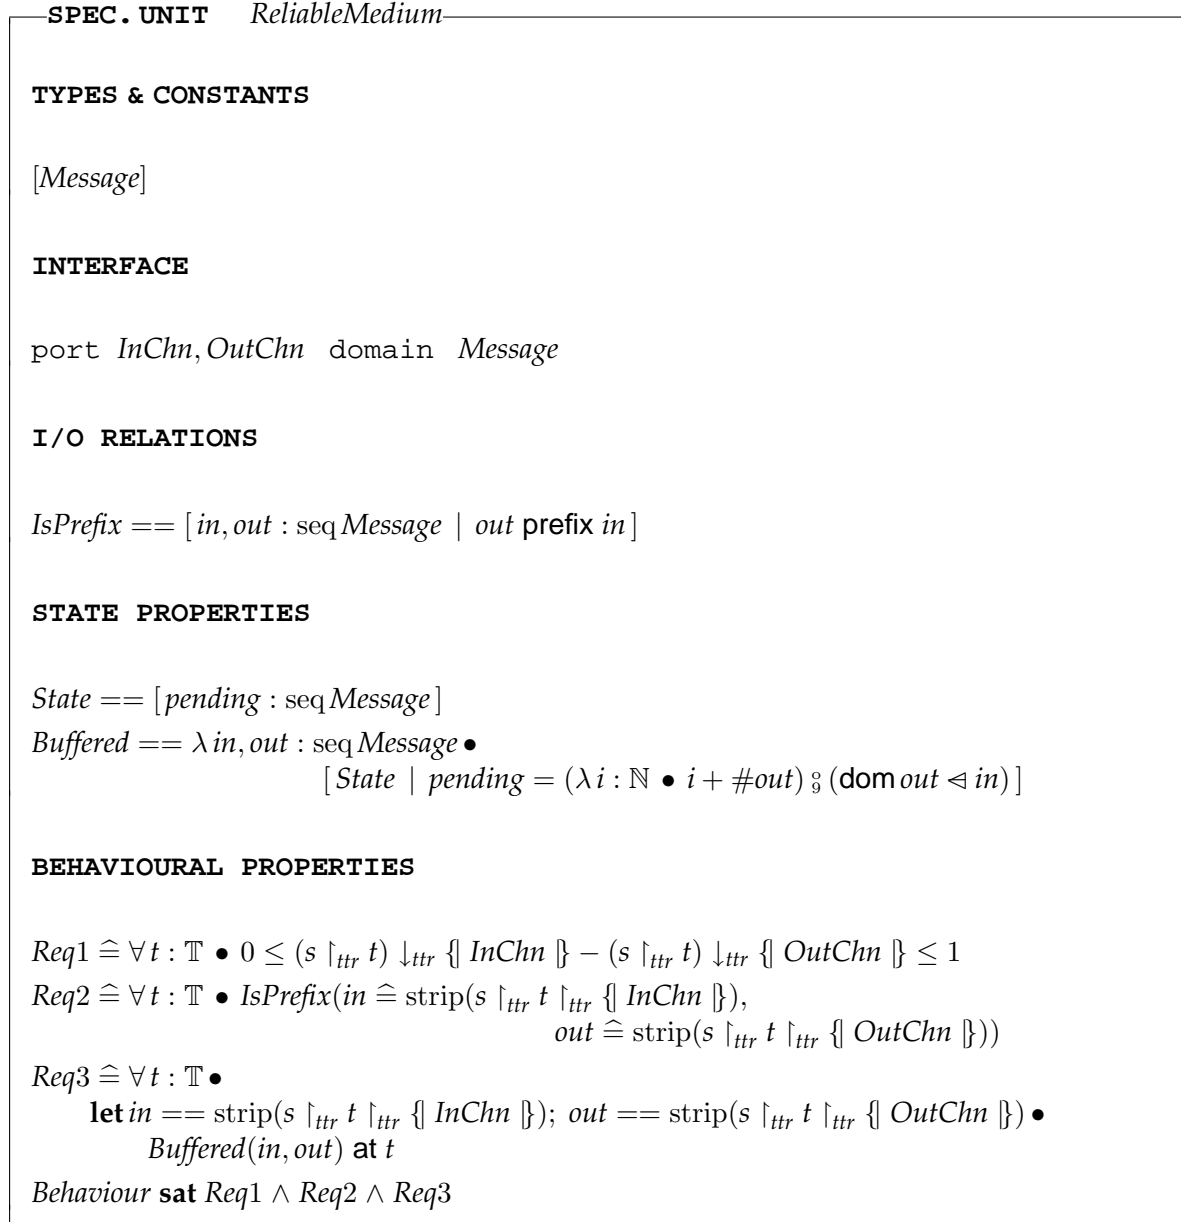 SPEC.UNIT ReliableMedium
TYPES & CONSTANTS
[Message]
INTERFACE
port InChn, OutChn domain Message
I/O RELATIONS
IsPrefix == [ in, out : seq Message | out prefix in ]
STATE PROPERTIES
State == [ pending : seq Message ]
Buffered == λ in, out : seq Message •
[ State | pending = (λ i : ℕ • i + #out) ⨟ (dom out ⩤ in) ]
BEHAVIOURAL PROPERTIES
Req1 ≙ ∀ t : 𝕋 • 0 ≤ (s ↾ttr t) ↓ttr {| InChn |} − (s ↾ttr t) ↓ttr {| OutChn |} ≤ 1
Req2 ≙ ∀ t : 𝕋 • IsPrefix(in ≙ strip(s ↾ttr t ↾ttr {| InChn |}),
out ≙ strip(s ↾ttr t ↾ttr {| OutChn |}))
Req3 ≙ ∀ t : 𝕋 •
let in == strip(s ↾ttr t ↾ttr {| InChn |}); out == strip(s ↾ttr t ↾ttr {| OutChn |}) •
Buffered(in, out) at t
Behaviour sat Req1 ∧ Req2 ∧ Req3